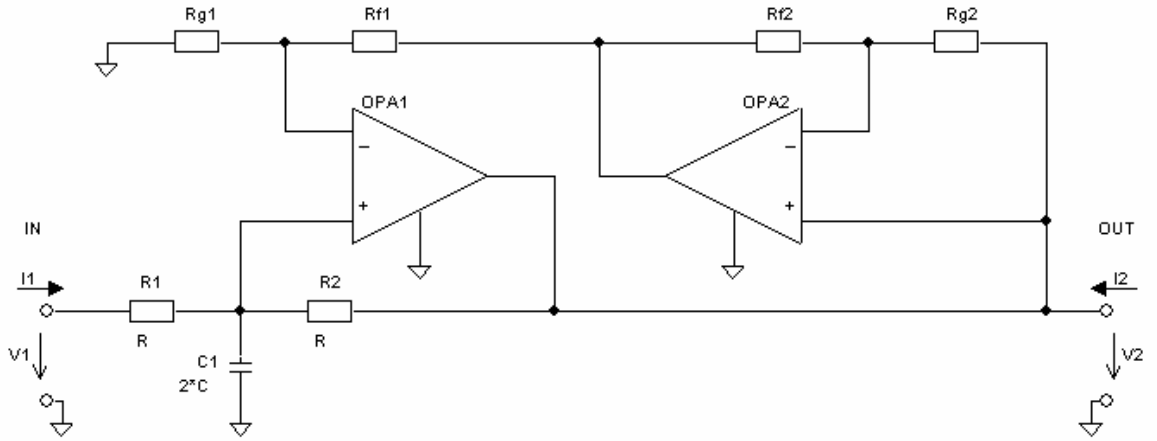 Rg1 Rf1 Rf2 Rg2
OPA1 OPA2
− −
+ +
IN OUT
I1 R1 R2 I2
R R
V1 C1 V2
2*C